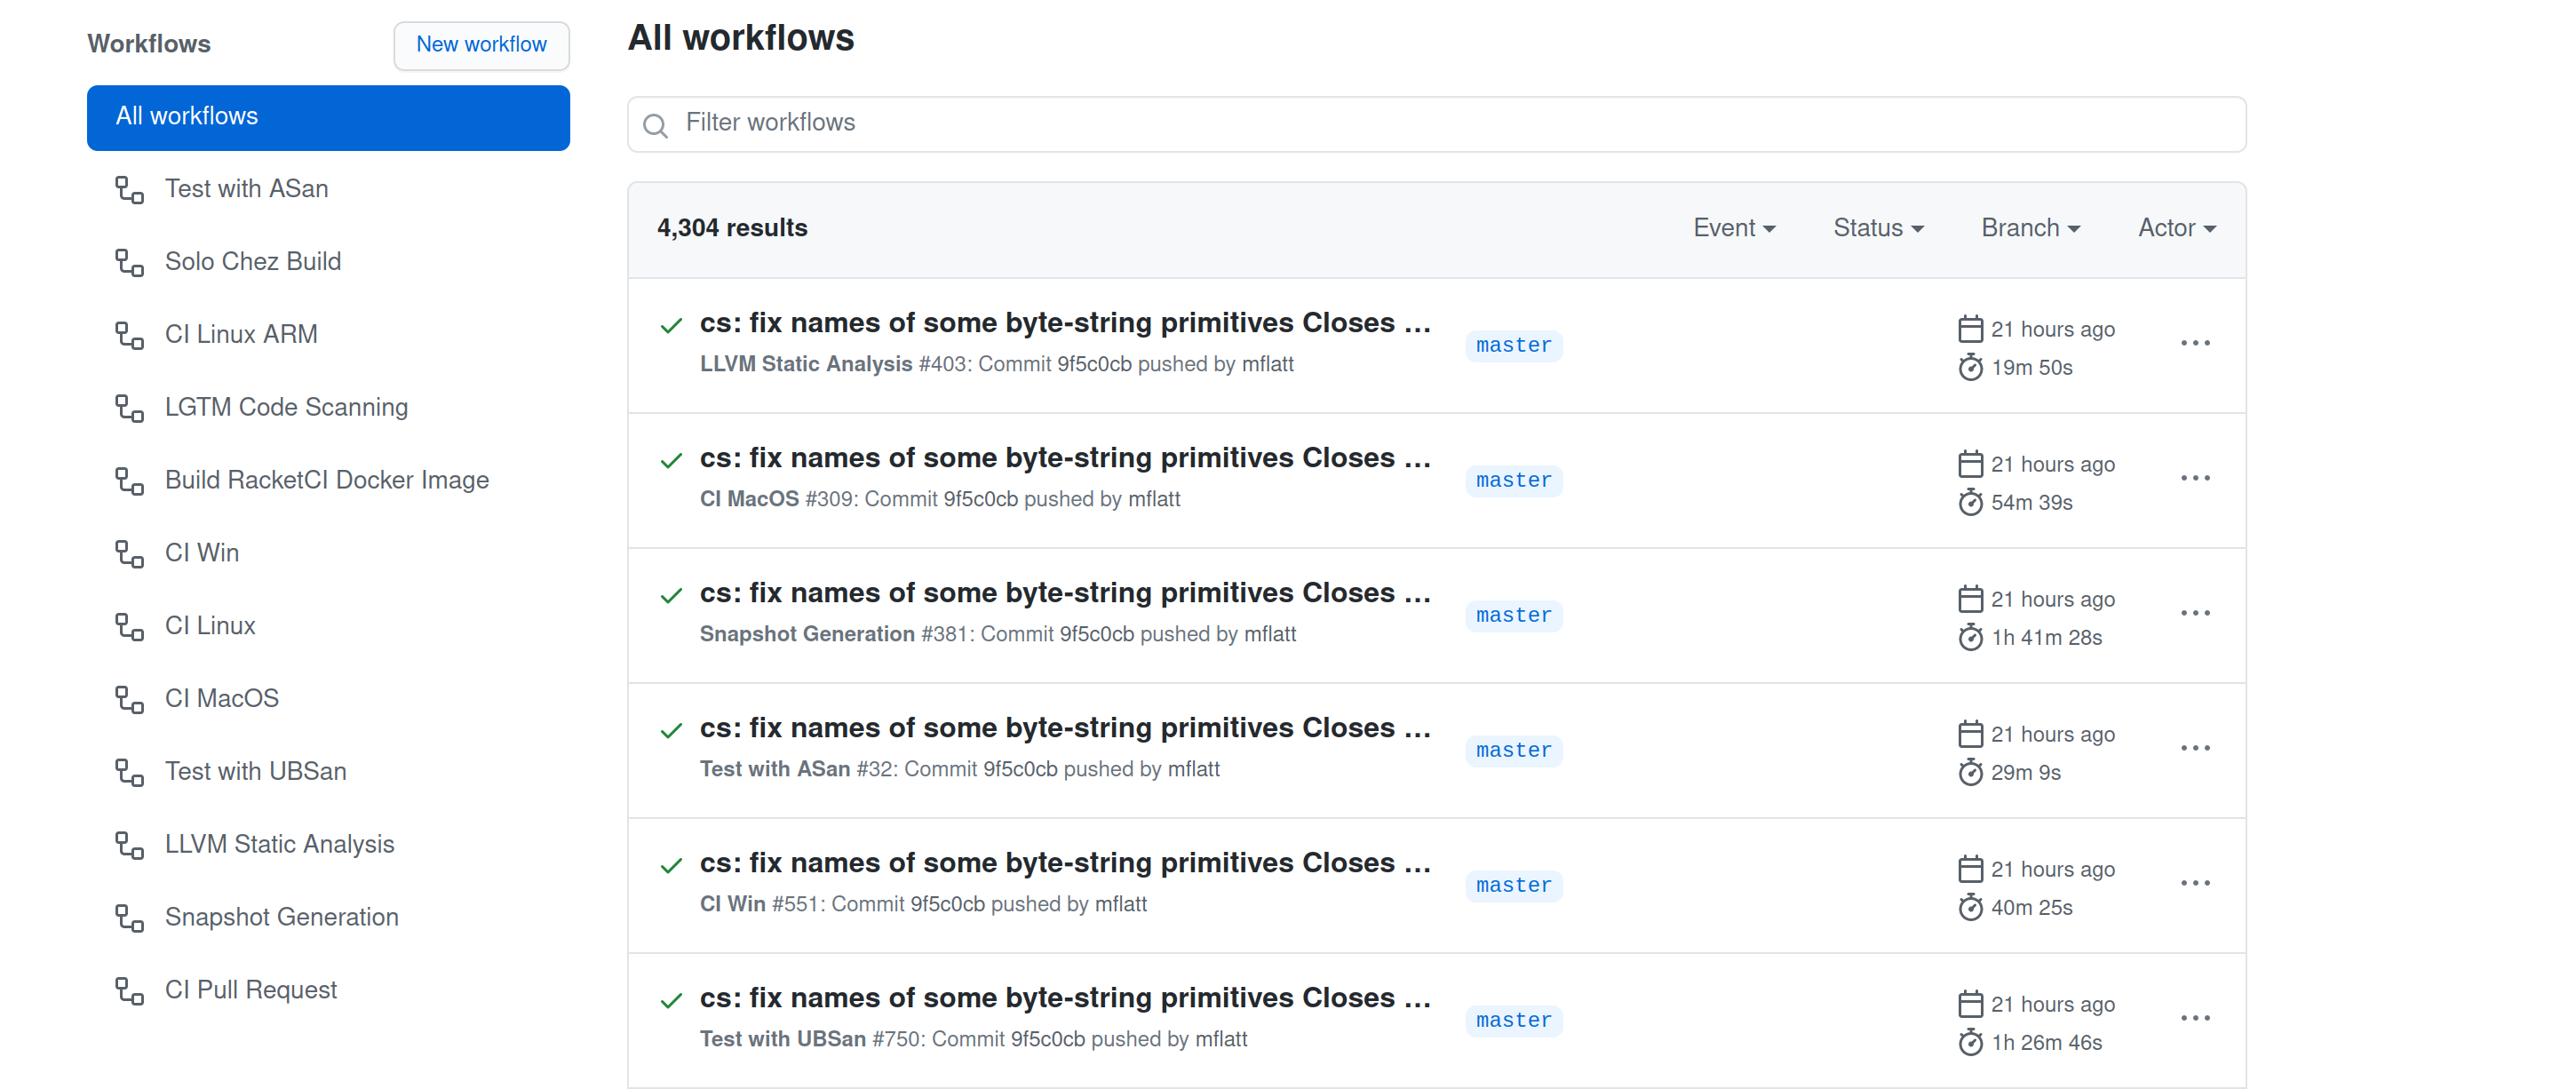 Workflows
New workflow
All workflows
Test with ASan
Solo Chez Build
CI Linux ARM
LGTM Code Scanning
Build RacketCI Docker Image
CI Win
CI Linux
CI MacOS
Test with UBSan
LLVM Static Analysis
Snapshot Generation
CI Pull Request
All workflows
Filter workflows
4,304 results
Event
Status
Branch
Actor
cs: fix names of some byte-string primitives Closes ...
LLVM Static Analysis #403: Commit 9f5c0cb pushed by mflatt
master
21 hours ago
19m 50s
cs: fix names of some byte-string primitives Closes ...
CI MacOS #309: Commit 9f5c0cb pushed by mflatt
master
21 hours ago
54m 39s
cs: fix names of some byte-string primitives Closes ...
Snapshot Generation #381: Commit 9f5c0cb pushed by mflatt
master
21 hours ago
1h 41m 28s
cs: fix names of some byte-string primitives Closes ...
Test with ASan #32: Commit 9f5c0cb pushed by mflatt
master
21 hours ago
29m 9s
cs: fix names of some byte-string primitives Closes ...
CI Win #551: Commit 9f5c0cb pushed by mflatt
master
21 hours ago
40m 25s
cs: fix names of some byte-string primitives Closes ...
Test with UBSan #750: Commit 9f5c0cb pushed by mflatt
master
21 hours ago
1h 26m 46s